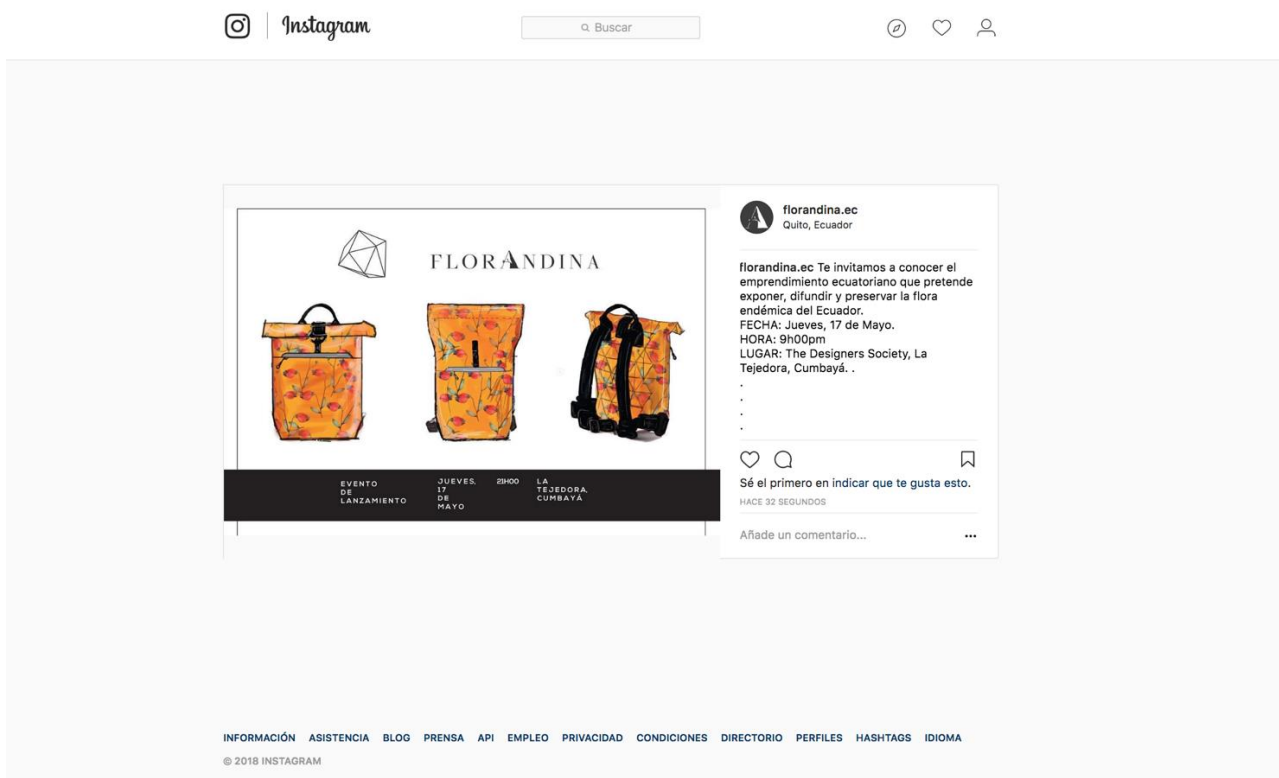 Instagram
Buscar
FLORANDINA
EVENTO
DE
LANZAMIENTO
JUEVES,
17
DE
MAYO
21H00
LA
TEJEDORA,
CUMBAYÁ
florandina.ec
Quito, Ecuador
florandina.ec Te invitamos a conocer el
emprendimiento ecuatoriano que pretende
exponer, difundir y preservar la flora
endémica del Ecuador.
FECHA: Jueves, 17 de Mayo.
HORA: 9h00pm
LUGAR: The Designers Society, La
Tejedora, Cumbayá. .
.
.
.
.
Sé el primero en indicar que te gusta esto.
HACE 32 SEGUNDOS
Añade un comentario...
INFORMACIÓN ASISTENCIA BLOG PRENSA API EMPLEO PRIVACIDAD CONDICIONES DIRECTORIO PERFILES HASHTAGS IDIOMA
© 2018 INSTAGRAM